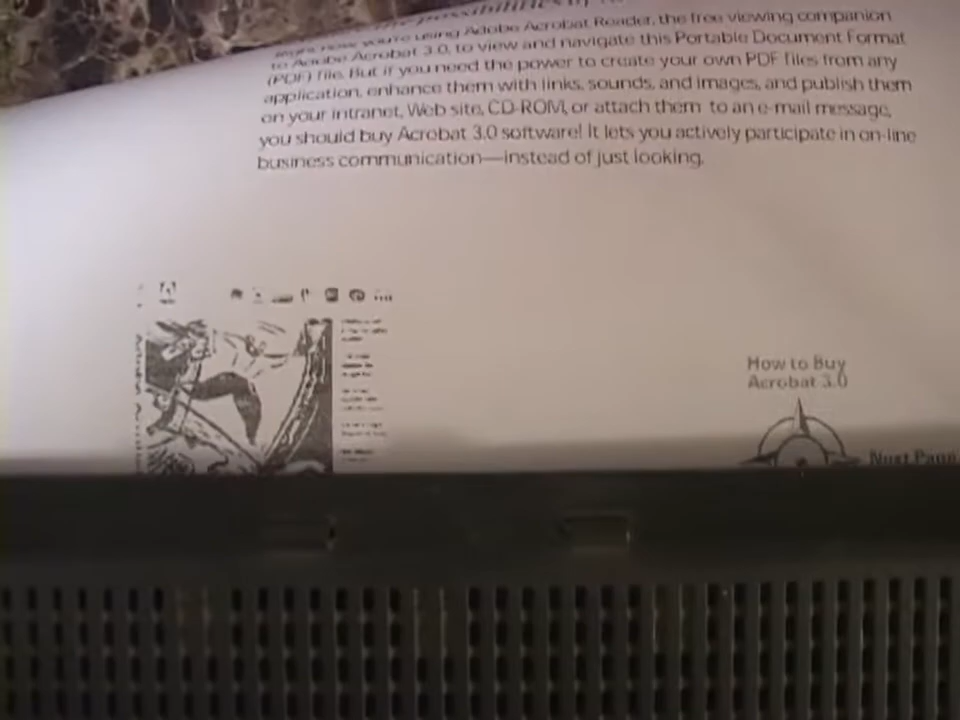 the possibilities
Right now you're using Adobe Acrobat Reader, the free viewing companion
to Adobe Acrobat 3.0, to view and navigate this Portable Document Format
(PDF) file. But if you need the power to create your own PDF files from any
application, enhance them with links, sounds, and images, and publish them
on your intranet, Web site, CD-ROM, or attach them to an e-mail message,
you should buy Acrobat 3.0 software! It lets you actively participate in on-line
business communication—instead of just looking.
How to Buy
Acrobat 3.0
Next Page